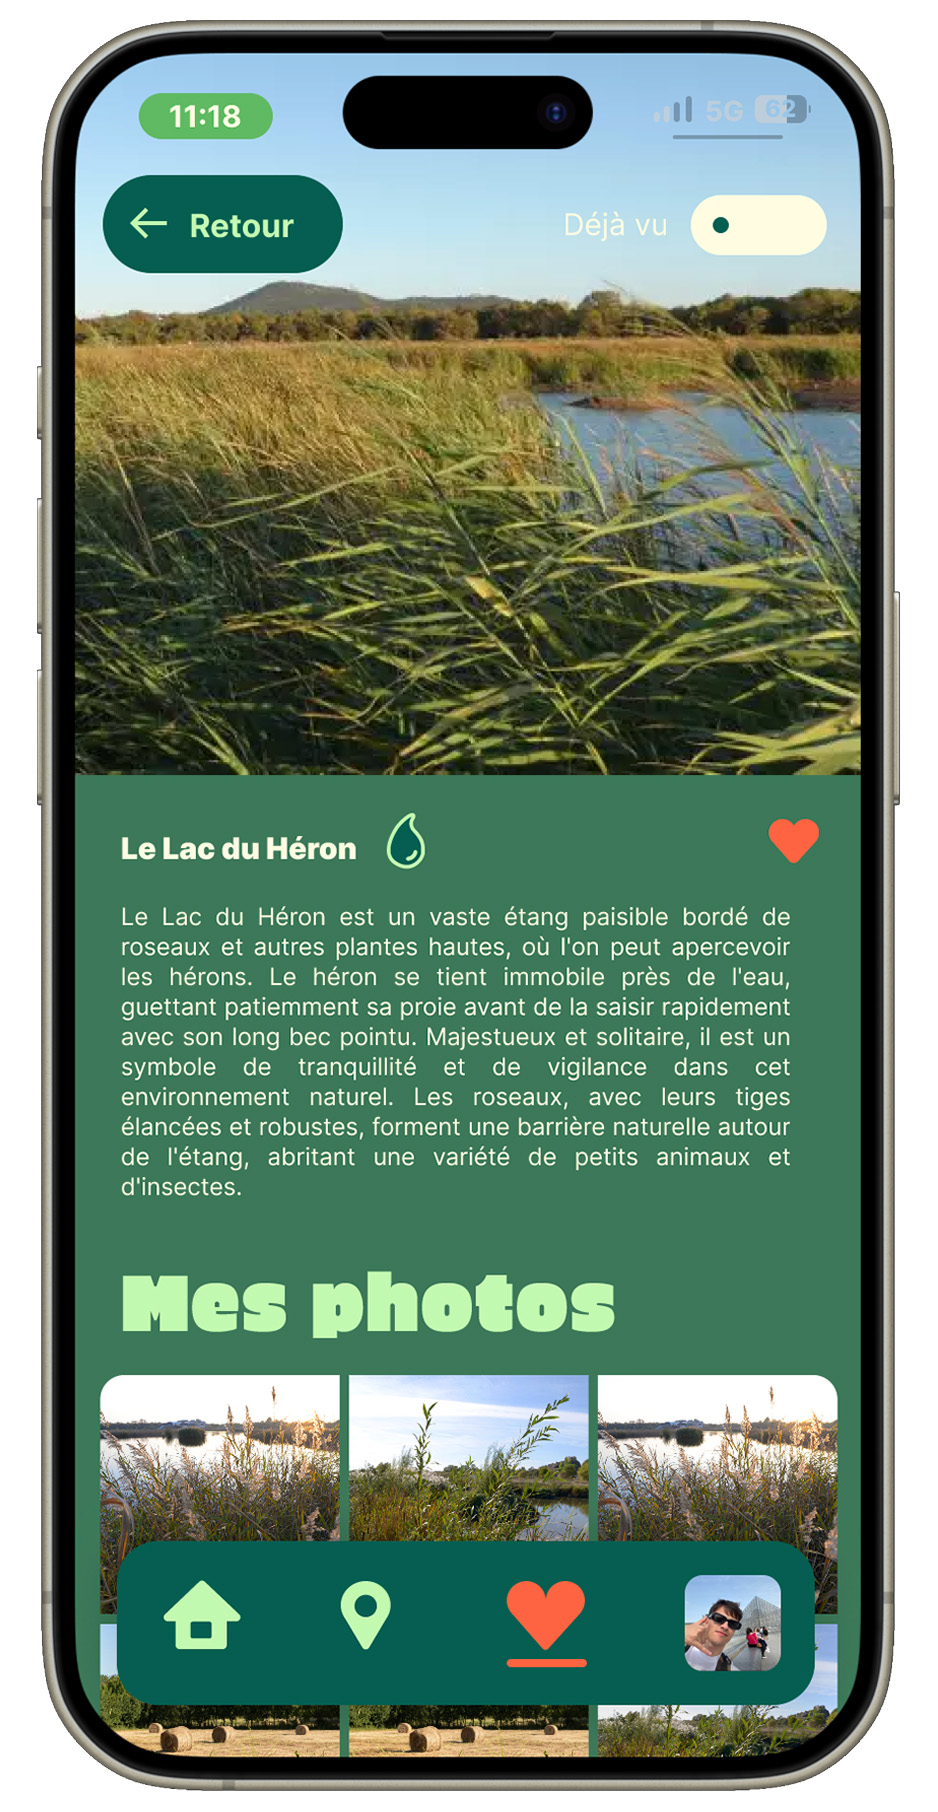 11:18
5G 62
Retour
Déjà vu
Le Lac du Héron
Le Lac du Héron est un vaste étang paisible bordé de
roseaux et autres plantes hautes, où l'on peut apercevoir
les hérons. Le héron se tient immobile près de l'eau,
guettant patiemment sa proie avant de la saisir rapidement
avec son long bec pointu. Majestueux et solitaire, il est un
symbole de tranquillité et de vigilance dans cet
environnement naturel. Les roseaux, avec leurs tiges
élancées et robustes, forment une barrière naturelle autour
de l'étang, abritant une variété de petits animaux et
d'insectes.
Mes photos